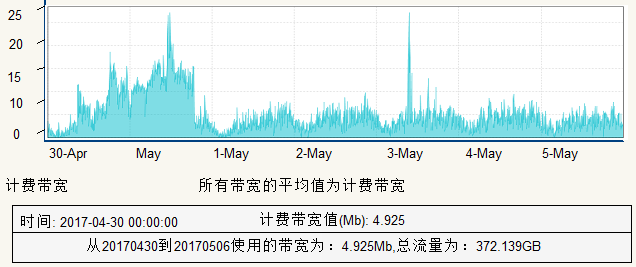 25
20
15
10
0
30-Apr May 1-May 2-May 3-May 4-May 5-May
计费带宽 所有带宽的平均值为计费带宽
时间: 2017-04-30 00:00:00 计费带宽值(Mb): 4.925
从20170430到20170506使用的带宽为：4.925Mb,总流量为：372.139GB